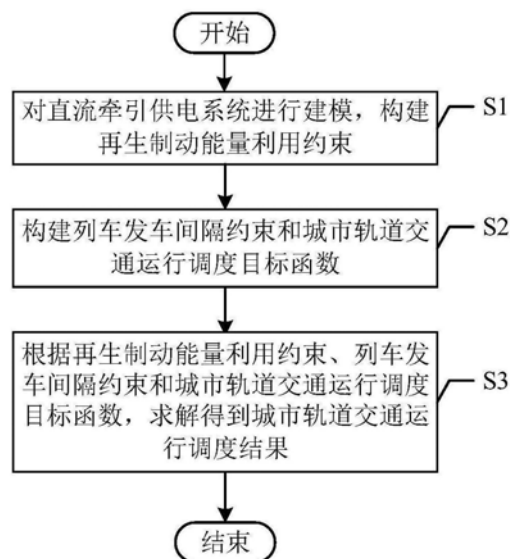 开始
对直流牵引供电系统进行建模，构建
再生制动能量利用约束
S1
构建列车发车间隔约束和城市轨道交
通运行调度目标函数
S2
根据再生制动能量利用约束、列车发
车间隔约束和城市轨道交通运行调度
目标函数，求解得到城市轨道交通运
行调度结果
S3
结束